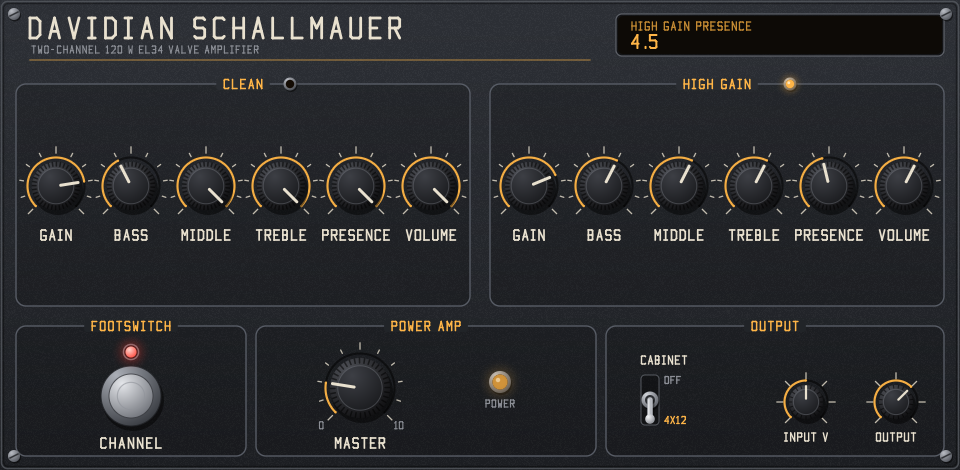 DAVIDIAN SCHALLMAUER
TWO-CHANNEL 120 W EL34 VALVE AMPLIFIER
HIGH GAIN PRESENCE
4.5
CLEAN
HIGH GAIN
GAIN BASS MIDDLE TREBLE PRESENCE VOLUME
GAIN BASS MIDDLE TREBLE PRESENCE VOLUME
FOOTSWITCH
POWER AMP
OUTPUT
CHANNEL
0 10
MASTER
POWER
CABINET
OFF
4X12
INPUT V
OUTPUT